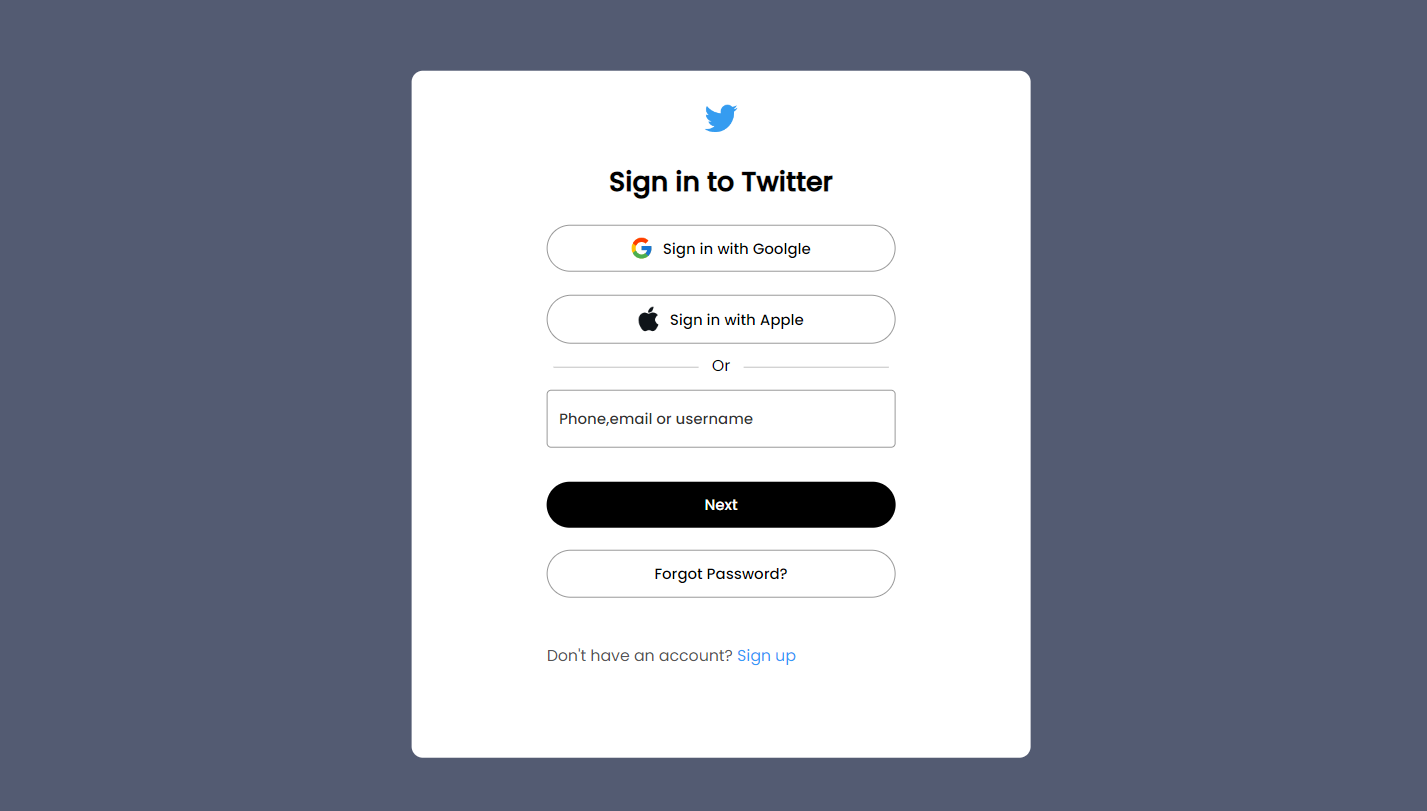 Sign in to Twitter
Sign in with Goolgle
Sign in with Apple
Or
Phone,email or username
Next
Forgot Password?
Don't have an account? Sign up